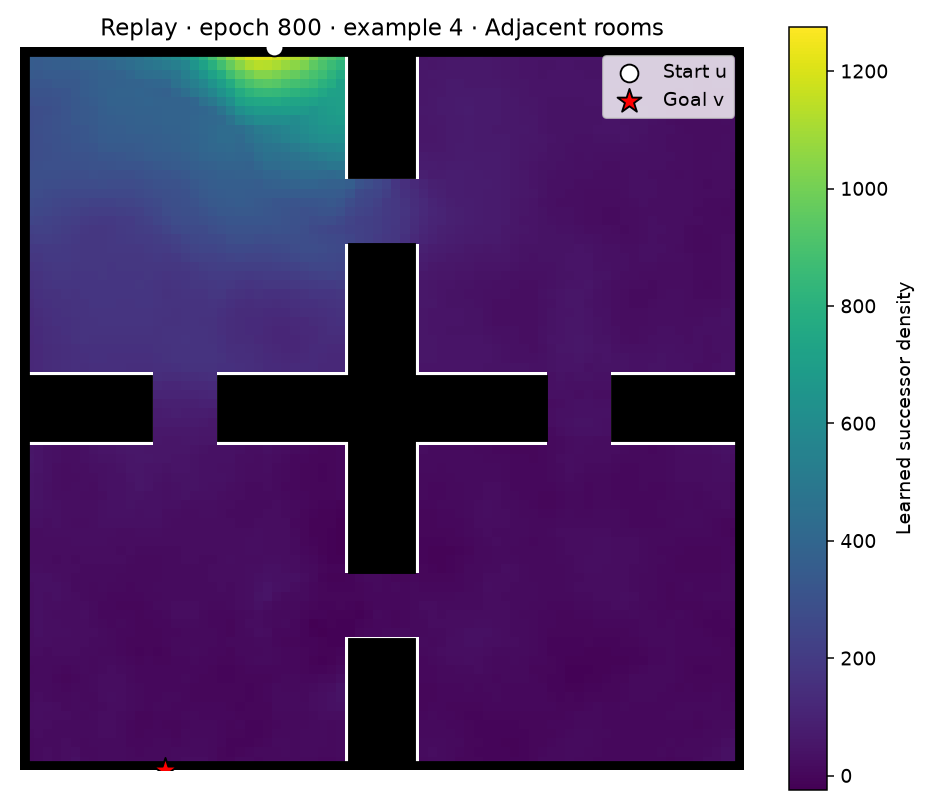 Replay · epoch 800 · example 4 · Adjacent rooms
Start u
Goal v
1200
1000
800
600
400
200
0
Learned successor density